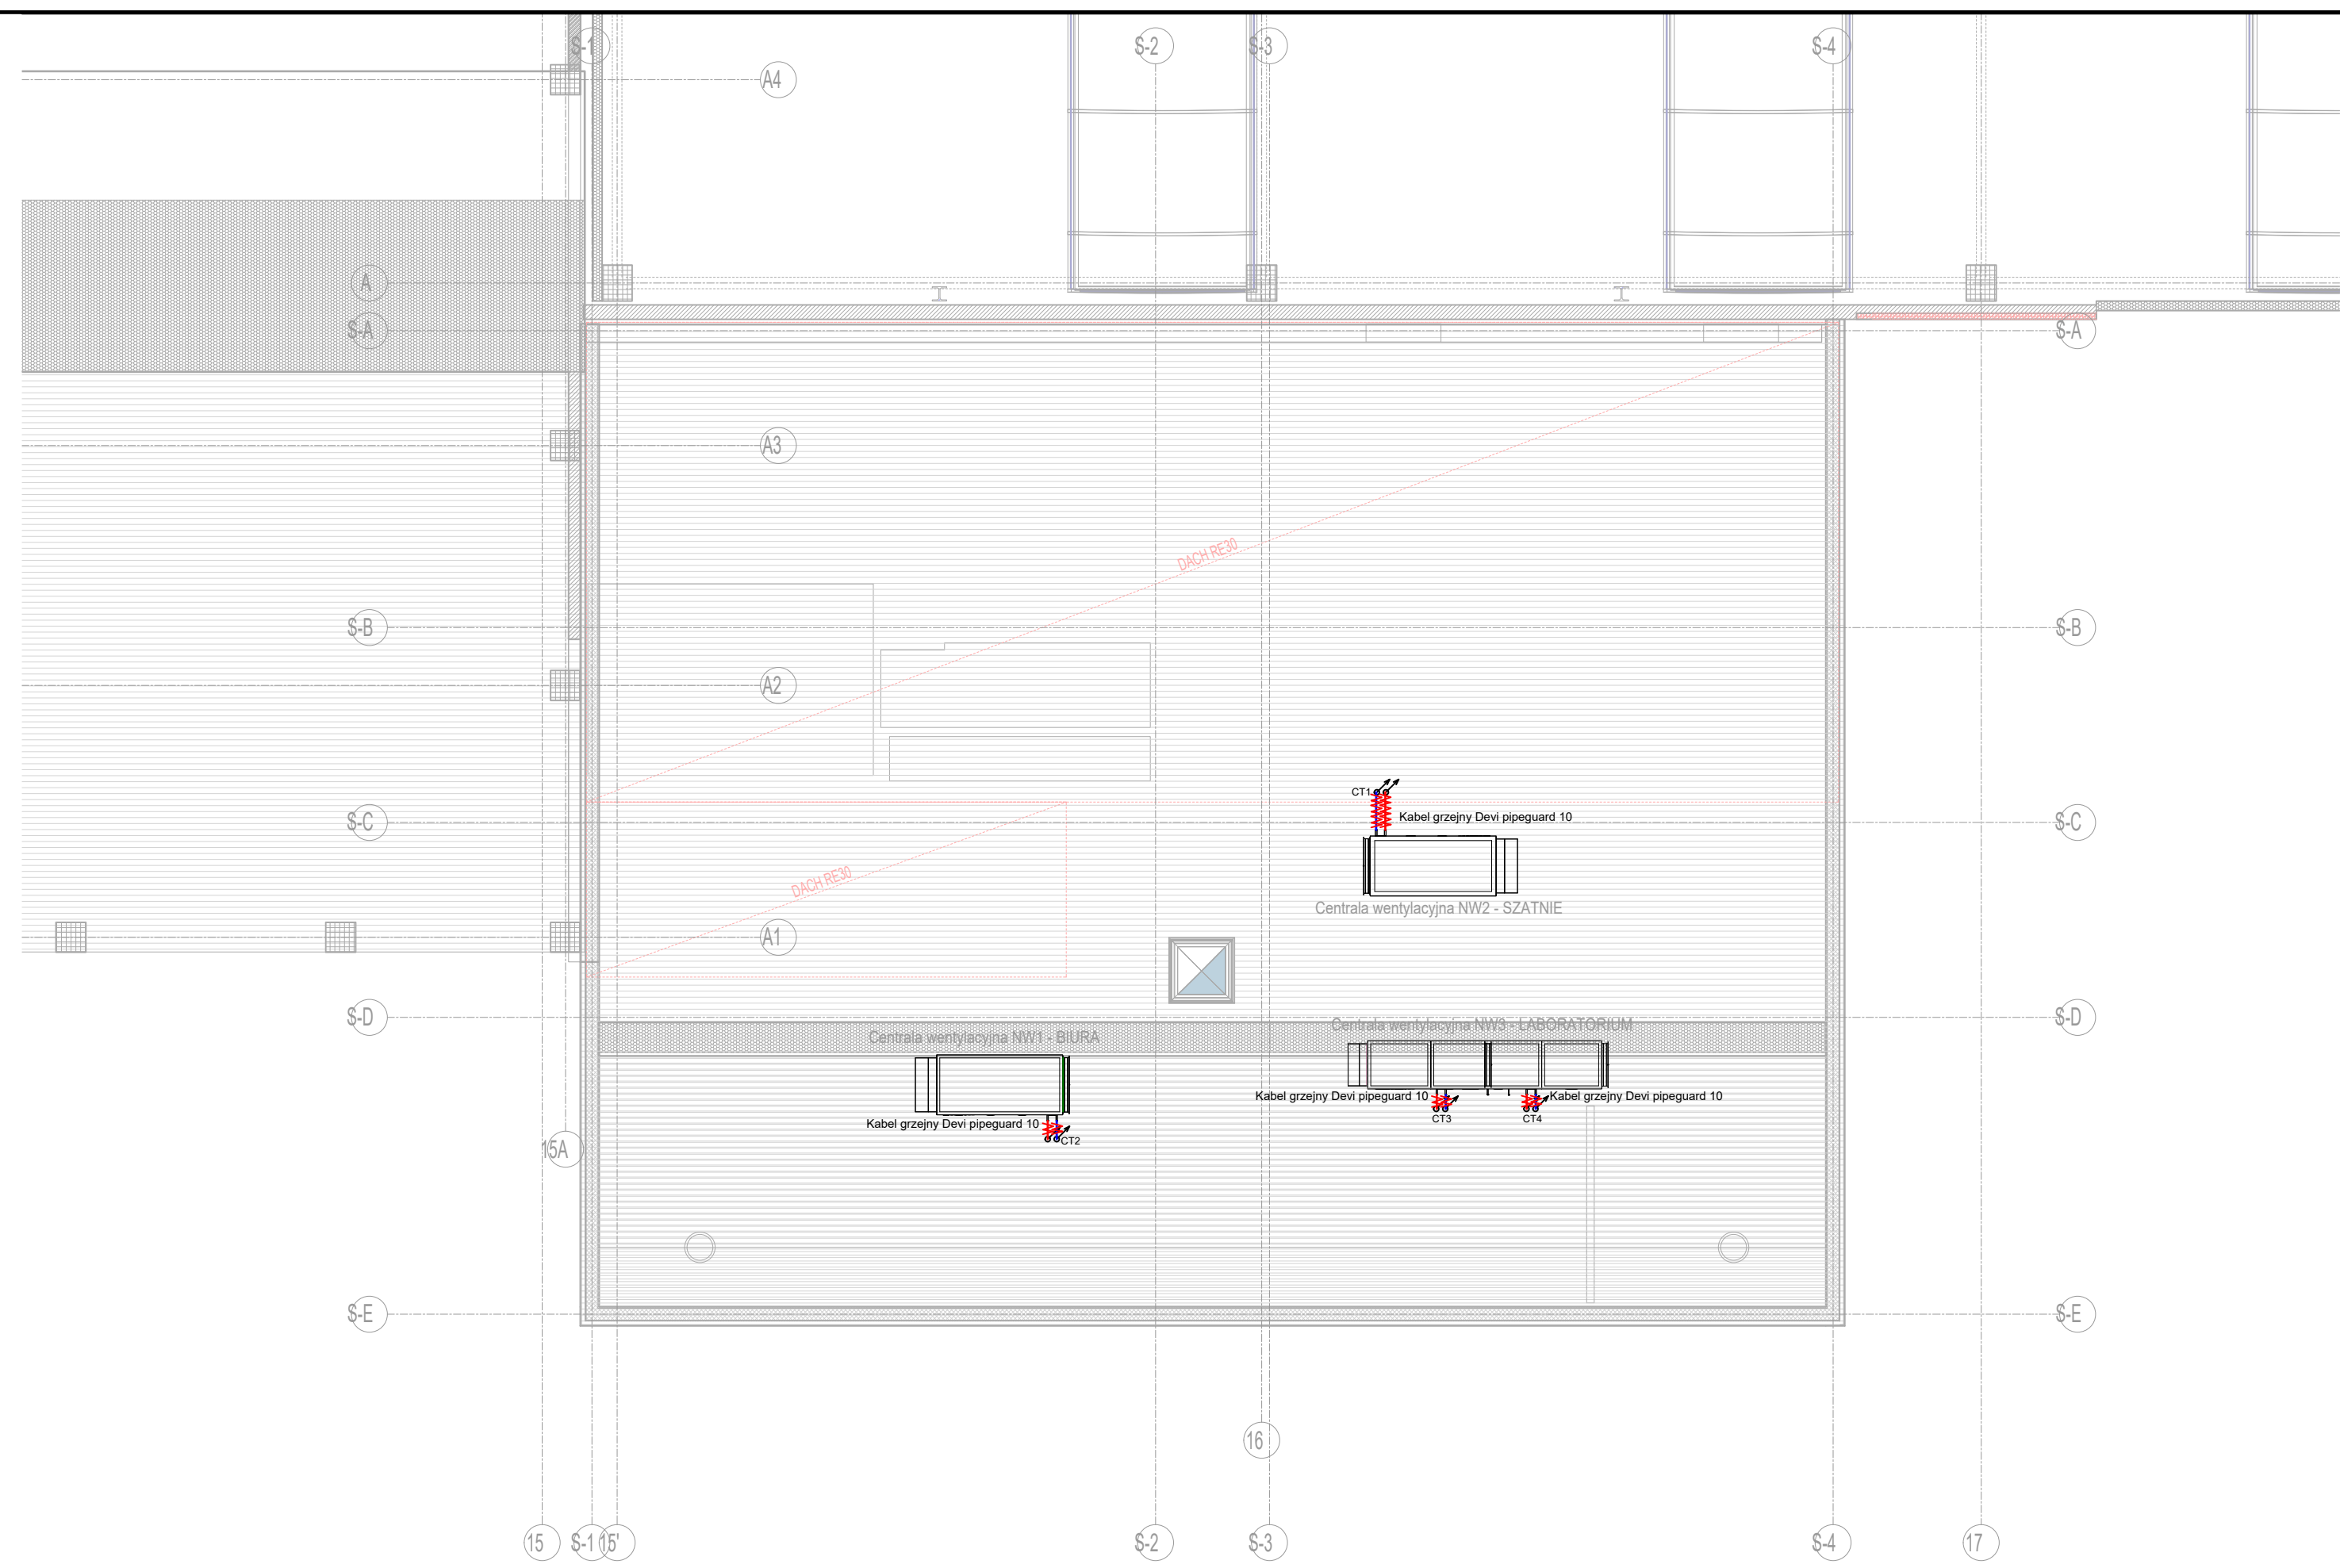 S-1
S-2
S-3
S-4
A4
A
S-A
S-A
A3
DACH RE30
S-B
S-B
A2
CT1
Kabel grzejny Devi pipeguard 10
S-C
S-C
DACH RE30
Centrala wentylacyjna NW2 - SZATNIE
A1
S-D
S-D
Centrala wentylacyjna NW3 - LABORATORIUM
Centrala wentylacyjna NW1 - BIURA
Kabel grzejny Devi pipeguard 10
Kabel grzejny Devi pipeguard 10
CT3
CT4
Kabel grzejny Devi pipeguard 10
CT2
15A
S-E
S-E
16
15
S-1
15'
S-2
S-3
S-4
17